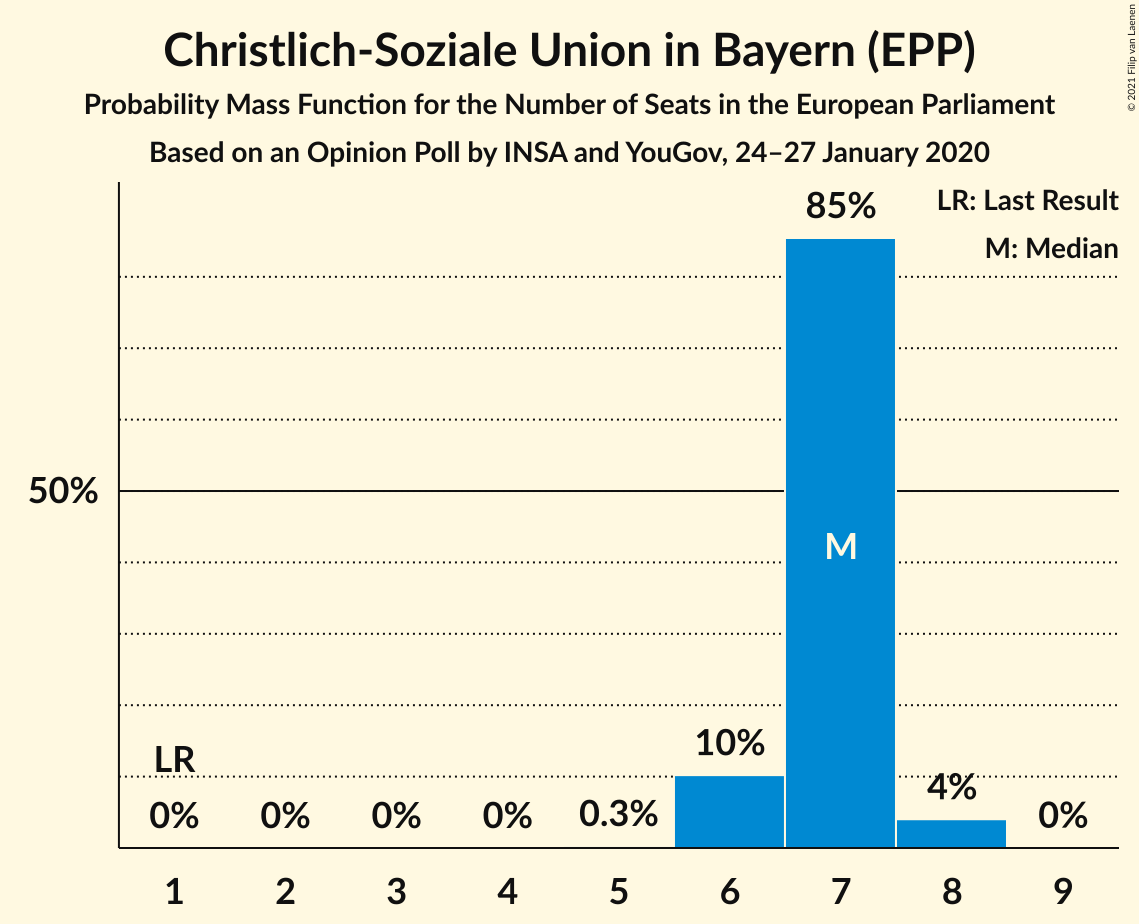 Christlich-Soziale Union in Bayern (EPP)
Probability Mass Function for the Number of Seats in the European Parliament
Based on an Opinion Poll by INSA and YouGov, 24–27 January 2020
© 2021 Filip van Laenen
LR: Last Result
M: Median
85%
50%
M
10%
LR
4%
0% 0% 0% 0% 0.3% 0%
1 2 3 4 5 6 7 8 9